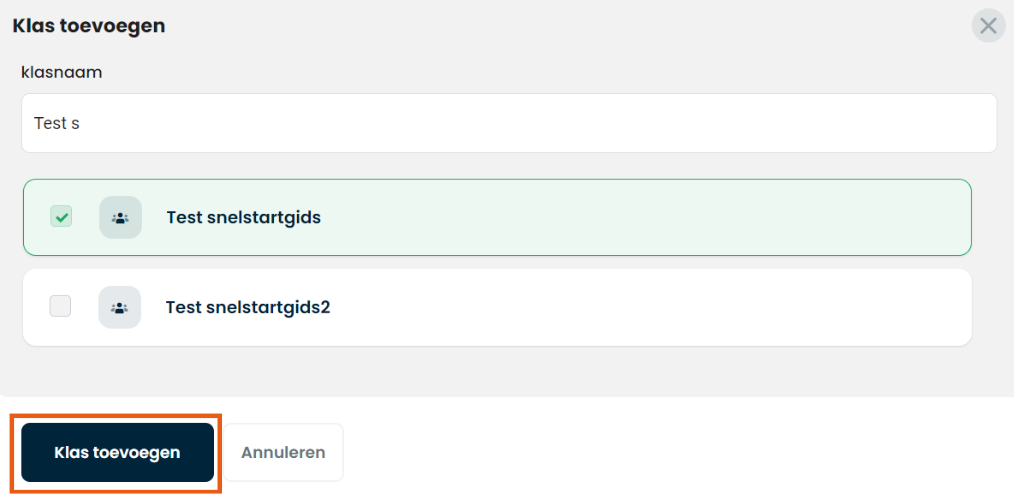 Klas toevoegen
klasnaam
Test s
Test snelstartgids
Test snelstartgids2
Klas toevoegen Annuleren